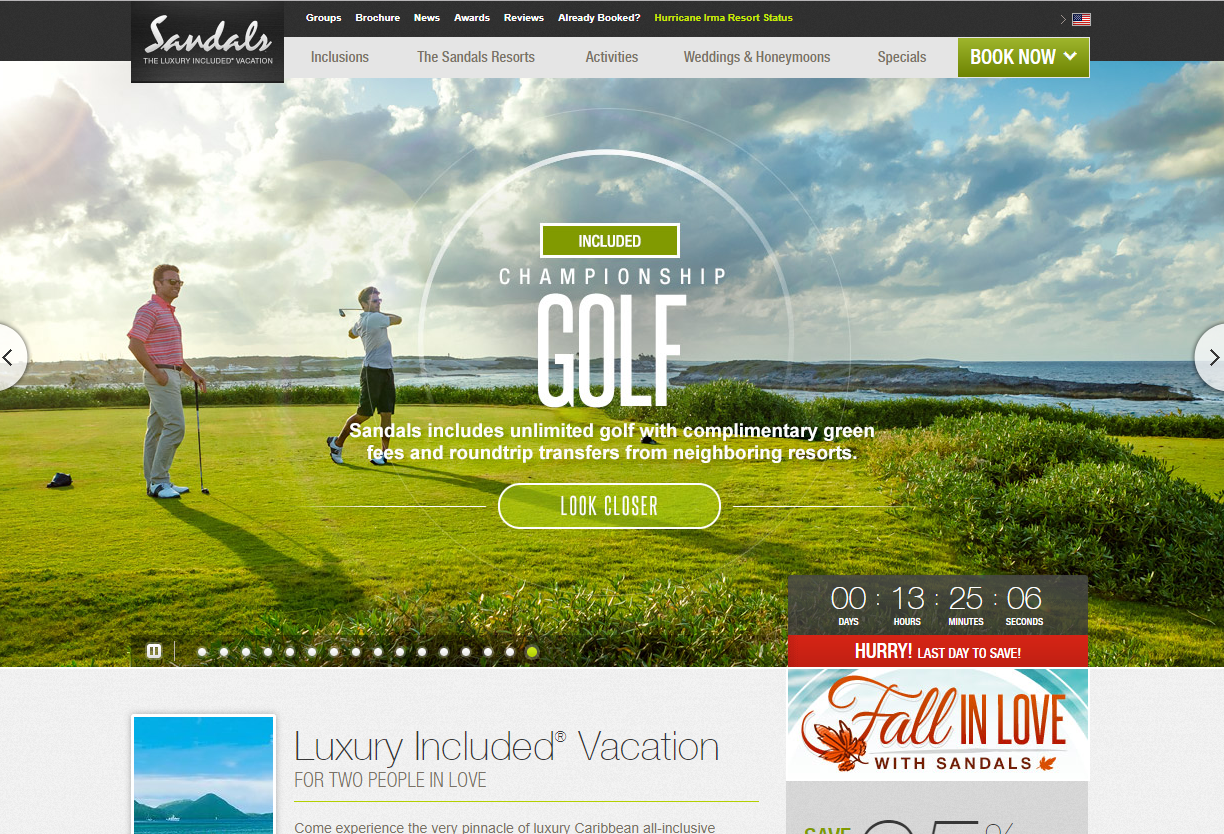 Groups Brochure News Awards Reviews Already Booked? Hurricane Irma Resort Status
Sandals
THE LUXURY INCLUDED® VACATION
Inclusions The Sandals Resorts Activities Weddings & Honeymoons Specials BOOK NOW
INCLUDED
CHAMPIONSHIP
GOLF
Sandals includes unlimited golf with complimentary green
fees and roundtrip transfers from neighboring resorts.
LOOK CLOSER
00 : 13 : 25 : 06
DAYS HOURS MINUTES SECONDS
HURRY! LAST DAY TO SAVE!
Fall IN LOVE
WITH SANDALS
Luxury Included® Vacation
FOR TWO PEOPLE IN LOVE
Come experience the very pinnacle of luxury Caribbean all-inclusive
SAVE